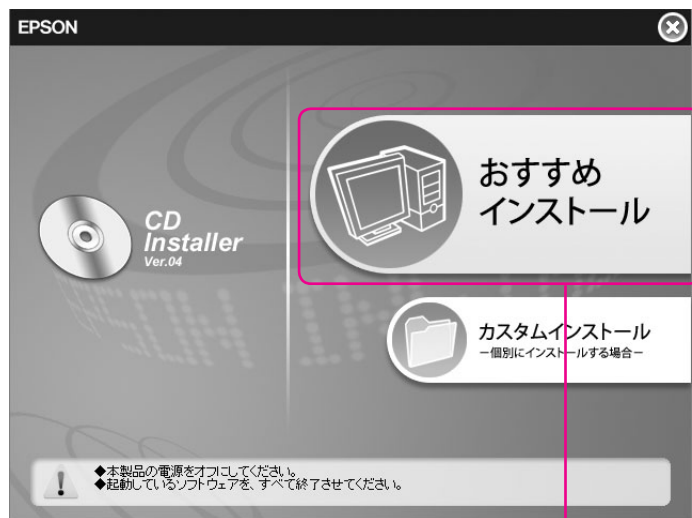 EPSON
CD
Installer
Ver.04
おすすめ
インストール
カスタムインストール
－個別にインストールする場合－
◆本製品の電源をオフにしてください。
◆起動しているソフトウェアを、すべて終了させてください。